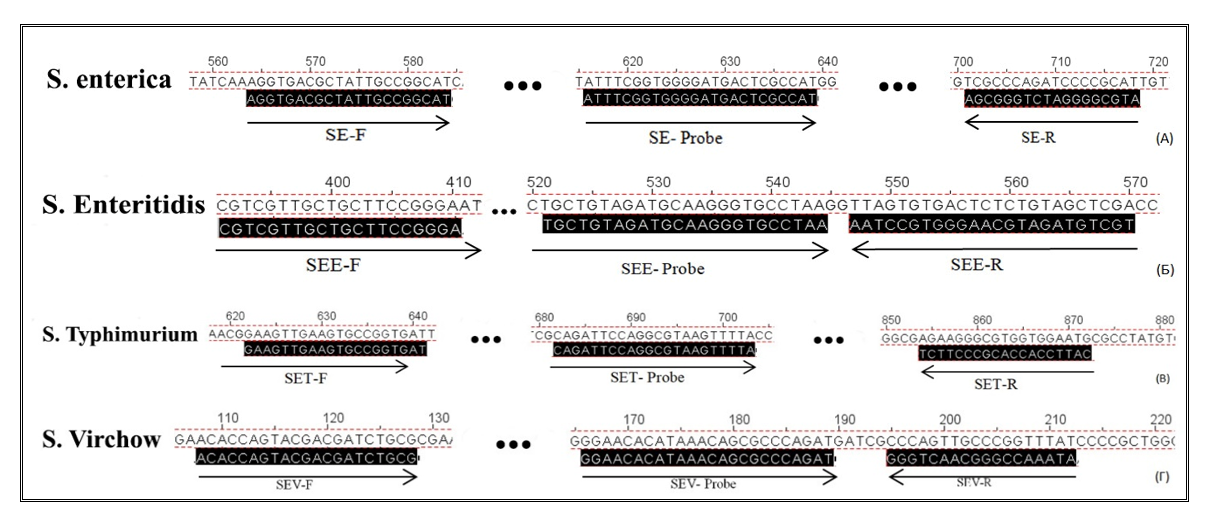 560 570 580 620 630 640 700 710 720
S. enterica TATCAAAGGTGACGCTATTGCCGGCATC ●●● TATTTCGGTGGGGATGACTCGCCATGG ●●● GTCGCCCAGATCCCCGCATTGT
AGGTGACGCTATTGCCGGCAT ATTTCGGTGGGGATGACTCGCCAT AGCGGGTCTAGGGGCGTA
SE-F SE- Probe SE-R (А)
400 410 520 530 540 550 560 570
S. Enteritidis CGTCGTTGCTGCTTCCGGGAAT ●●● CTGCTGTAGATGCAAGGGTGCCTAAGGTTAGTGTGACTCTCTGTAGCTCGACC
CGTCGTTGCTGCTTCCGGGA TGCTGTAGATGCAAGGGTGCCTAA AATCCGTGGGAACGTAGATGTCGT
SEE-F SEE- Probe SEE-R (Б)
620 630 640 680 690 700 850 860 870 880
S. Typhimurium AACGGAAGTTGAAGTGCCGGTGATT ●●● CGCAGATTCCAGGCGTAAGTTTTACC ●●● GGCGAGAAGGGCGTGGTGGAATGCGCCTATGT
GAAGTTGAAGTGCCGGTGAT CAGATTCCAGGCGTAAGTTTTA TCTTCCCGCACCACCTTAC
SET-F SET- Probe SET-R (В)
110 120 130 170 180 190 200 210 220
S. Virchow GAACACCAGTACGACGATCTGCGCGAA ●●● GGGAACACATAAACAGCGCCCAGATGATCGCCCAGTTGCCCGGTTTATCCCCGCTGG
ACACCAGTACGACGATCTGCG GGAACACATAAACAGCGCCCAGAT GGGTCAACGGGCCAAATA
SEV-F SEV- Probe SEV-R (Г)